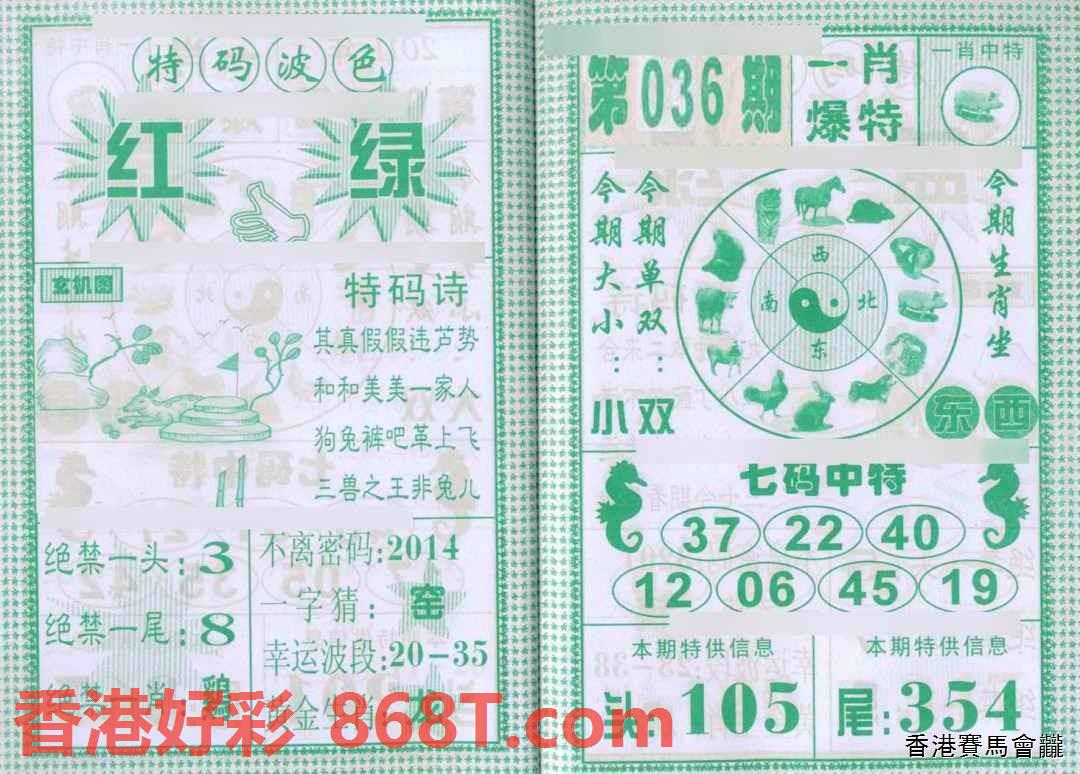 特码波色
红 绿
玄机图
特码诗
其真假假违芦势
和和美美一家人
狗兔裤吧革上飞
三兽之王非兔儿
绝禁一头:3
绝禁一尾:8
不离密码:2014
一字猜:窑
幸运波段:20-35
香港好彩 868T.com
第036期
一肖
爆特
一肖中特
今期大小:小
今期单双:双
西
南 北
东
今期生肖坐
东西
七码中特
37 22 40
12 06 45 19
本期特供信息
头:105
本期特供信息
尾:354
香港賽馬會